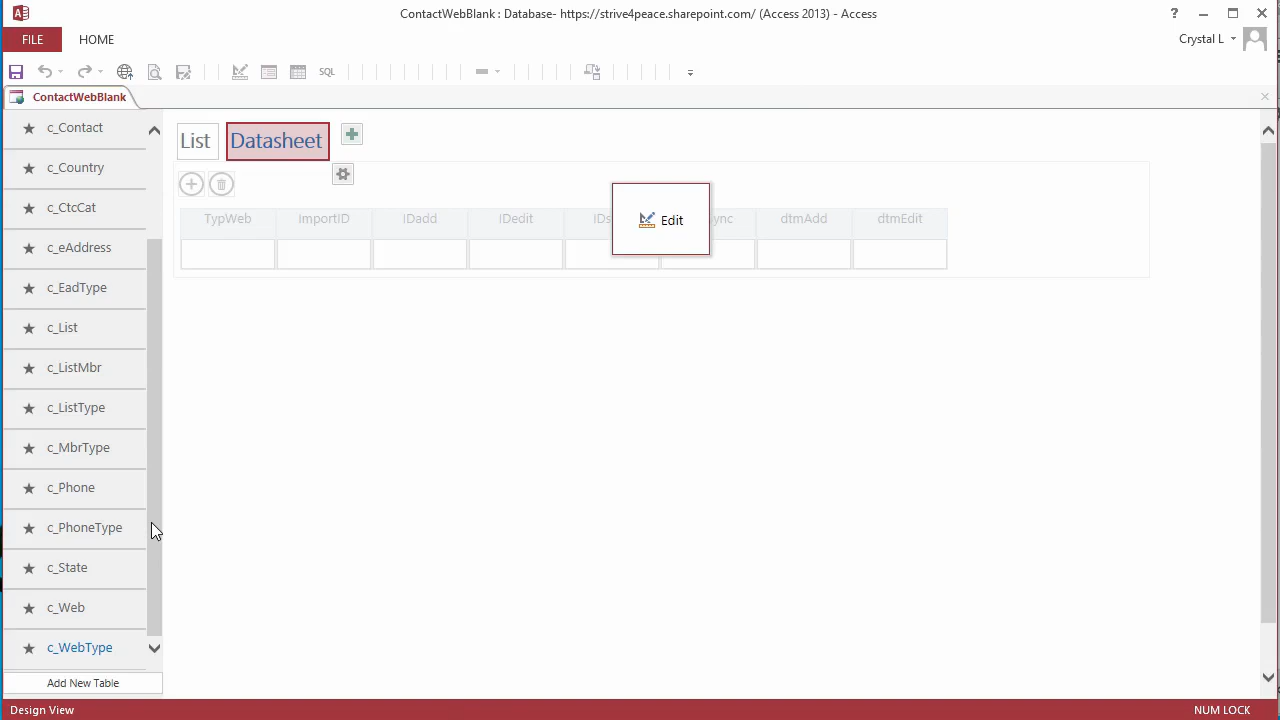 ContactWebBlank : Database- https://strive4peace.sharepoint.com/ (Access 2013) - Access
?
FILE
HOME
Crystal L
SQL
ContactWebBlank
c_Contact
c_Country
c_CtcCat
c_eAddress
c_EadType
c_List
c_ListMbr
c_ListType
c_MbrType
c_Phone
c_PhoneType
c_State
c_Web
c_WebType
Add New Table
List
Datasheet
TypWeb
ImportID
IDadd
IDedit
dtmAdd
dtmEdit
Edit
Design View
NUM LOCK